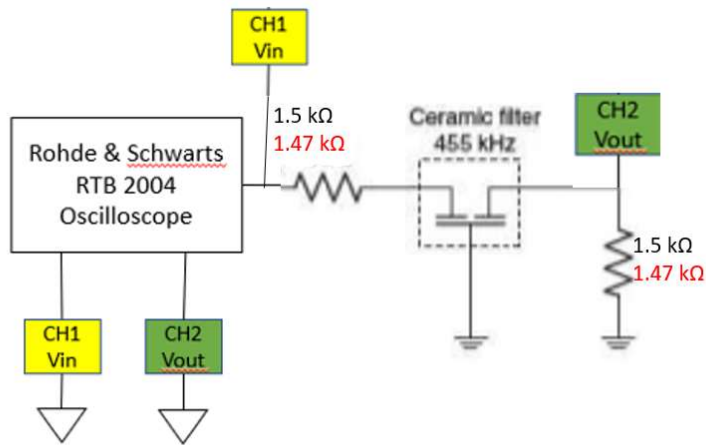 CH1
Vin
1.5 kΩ
1.47 kΩ
Ceramic filter
455 kHz
CH2
Vout
Rohde & Schwarts
RTB 2004
Oscilloscope
1.5 kΩ
1.47 kΩ
CH1
Vin
CH2
Vout